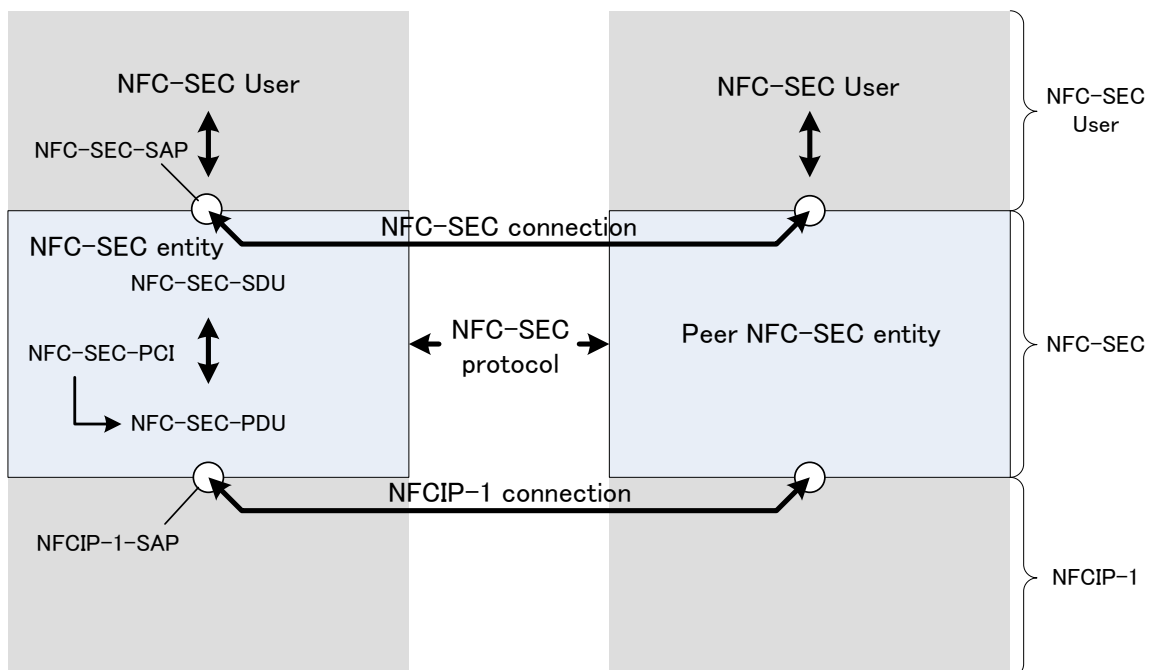 NFC-SEC User
NFC-SEC User
NFC-SEC
User
NFC-SEC-SAP
NFC-SEC connection
NFC-SEC entity
NFC-SEC-SDU
NFC-SEC-PCI
NFC-SEC-PDU
NFC-SEC
protocol
Peer NFC-SEC entity
NFC-SEC
NFCIP-1 connection
NFCIP-1-SAP
NFCIP-1